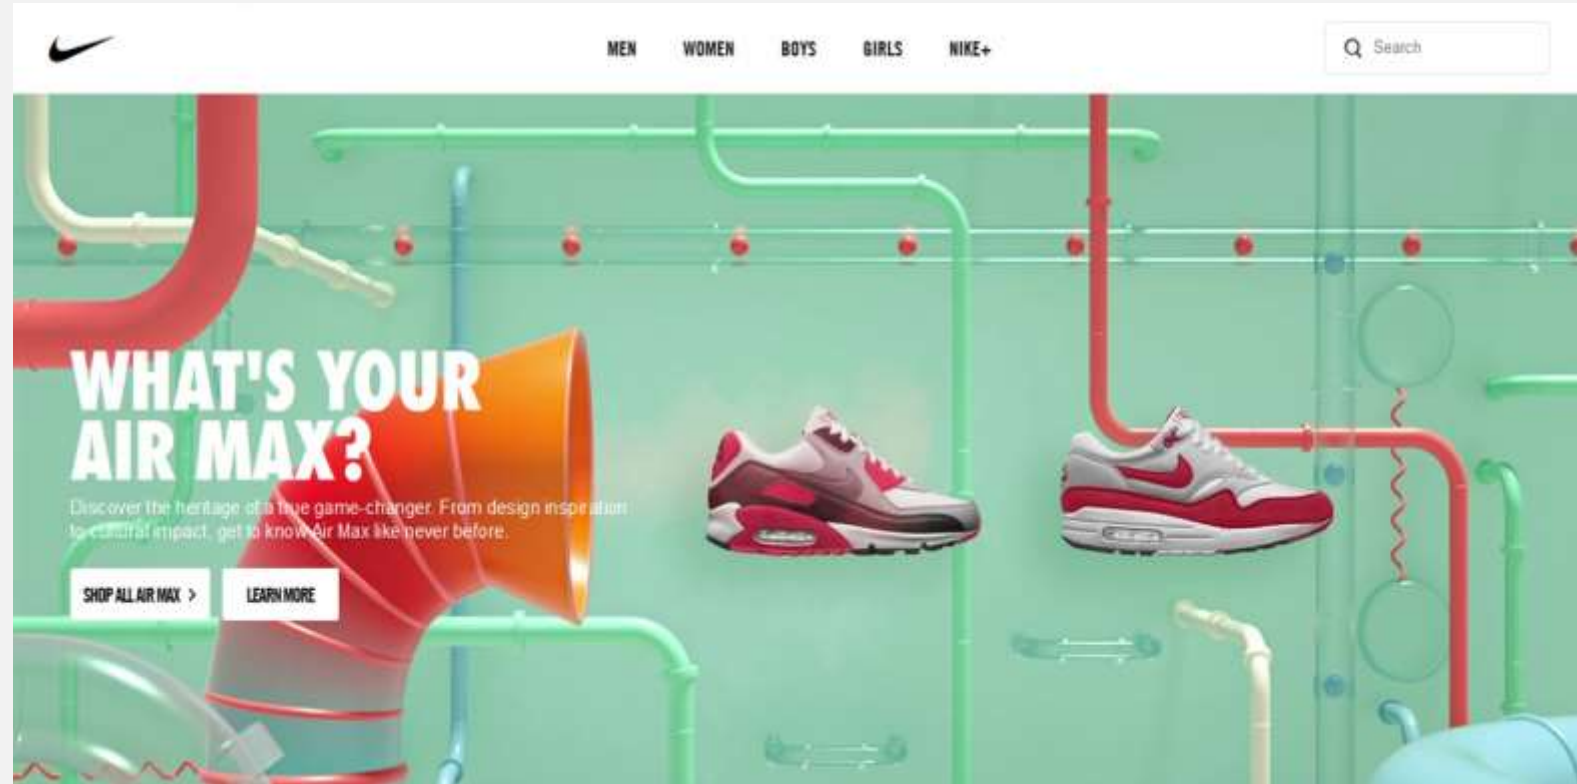 MEN WOMEN BOYS GIRLS NIKE+ Search
WHAT'S YOUR
AIR MAX?
Discover the heritage of a true game-changer. From design inspiration
to cultural impact, get to know Air Max like never before.
SHOP ALL AIR MAX > LEARN MORE